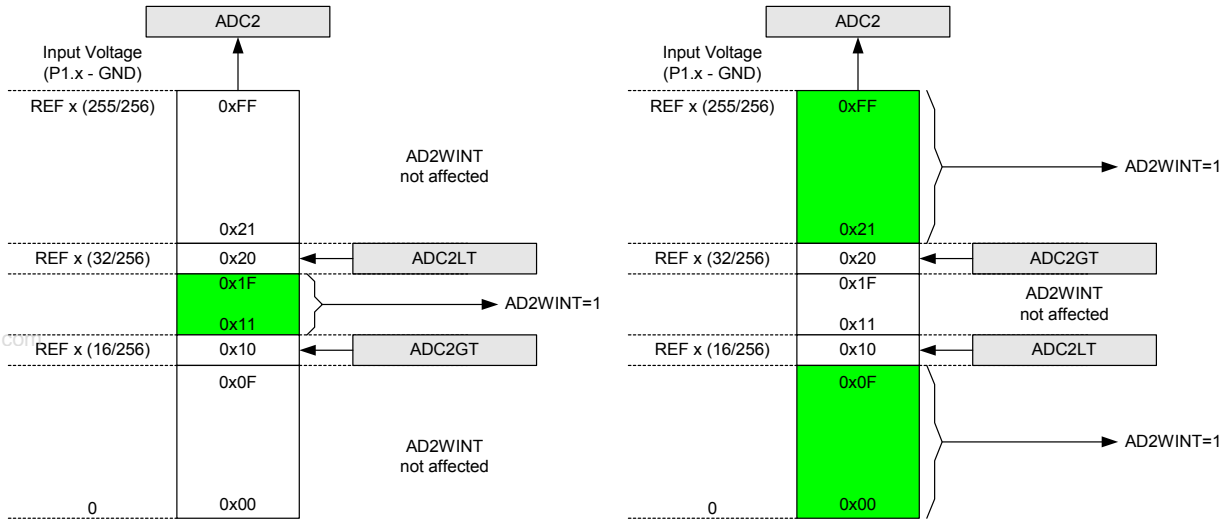 ADC2
Input Voltage
(P1.x - GND)
REF x (255/256)
0xFF
AD2WINT
not affected
0x21
REF x (32/256)
0x20
ADC2LT
0x1F
AD2WINT=1
0x11
REF x (16/256)
0x10
ADC2GT
0x0F
AD2WINT
not affected
0
0x00
ADC2
Input Voltage
(P1.x - GND)
REF x (255/256)
0xFF
AD2WINT=1
0x21
REF x (32/256)
0x20
ADC2GT
0x1F
AD2WINT
not affected
0x11
REF x (16/256)
0x10
ADC2LT
0x0F
AD2WINT=1
0
0x00
com